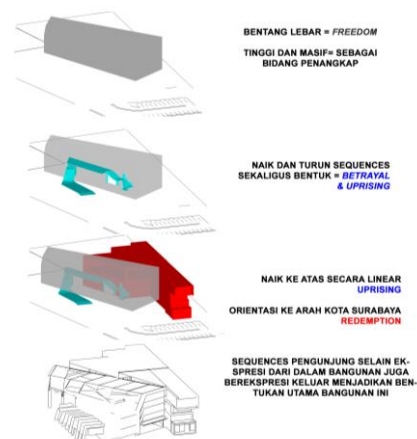 BENTANG LEBAR = FREEDOM
TINGGI DAN MASIF= SEBAGAI
BIDANG PENANGKAP
NAIK DAN TURUN SEQUENCES
SEKALIGUS BENTUK = BETRAYAL
& UPRISING
NAIK KE ATAS SECARA LINEAR
UPRISING
ORIENTASI KE ARAH KOTA SURABAYA
REDEMPTION
SEQUENCES PENGUNJUNG SELAIN EK-
SPRESI DARI DALAM BANGUNAN JUGA
BEREKSPRESI KELUAR MENJADIKAN BEN-
TUKAN UTAMA BANGUNAN INI